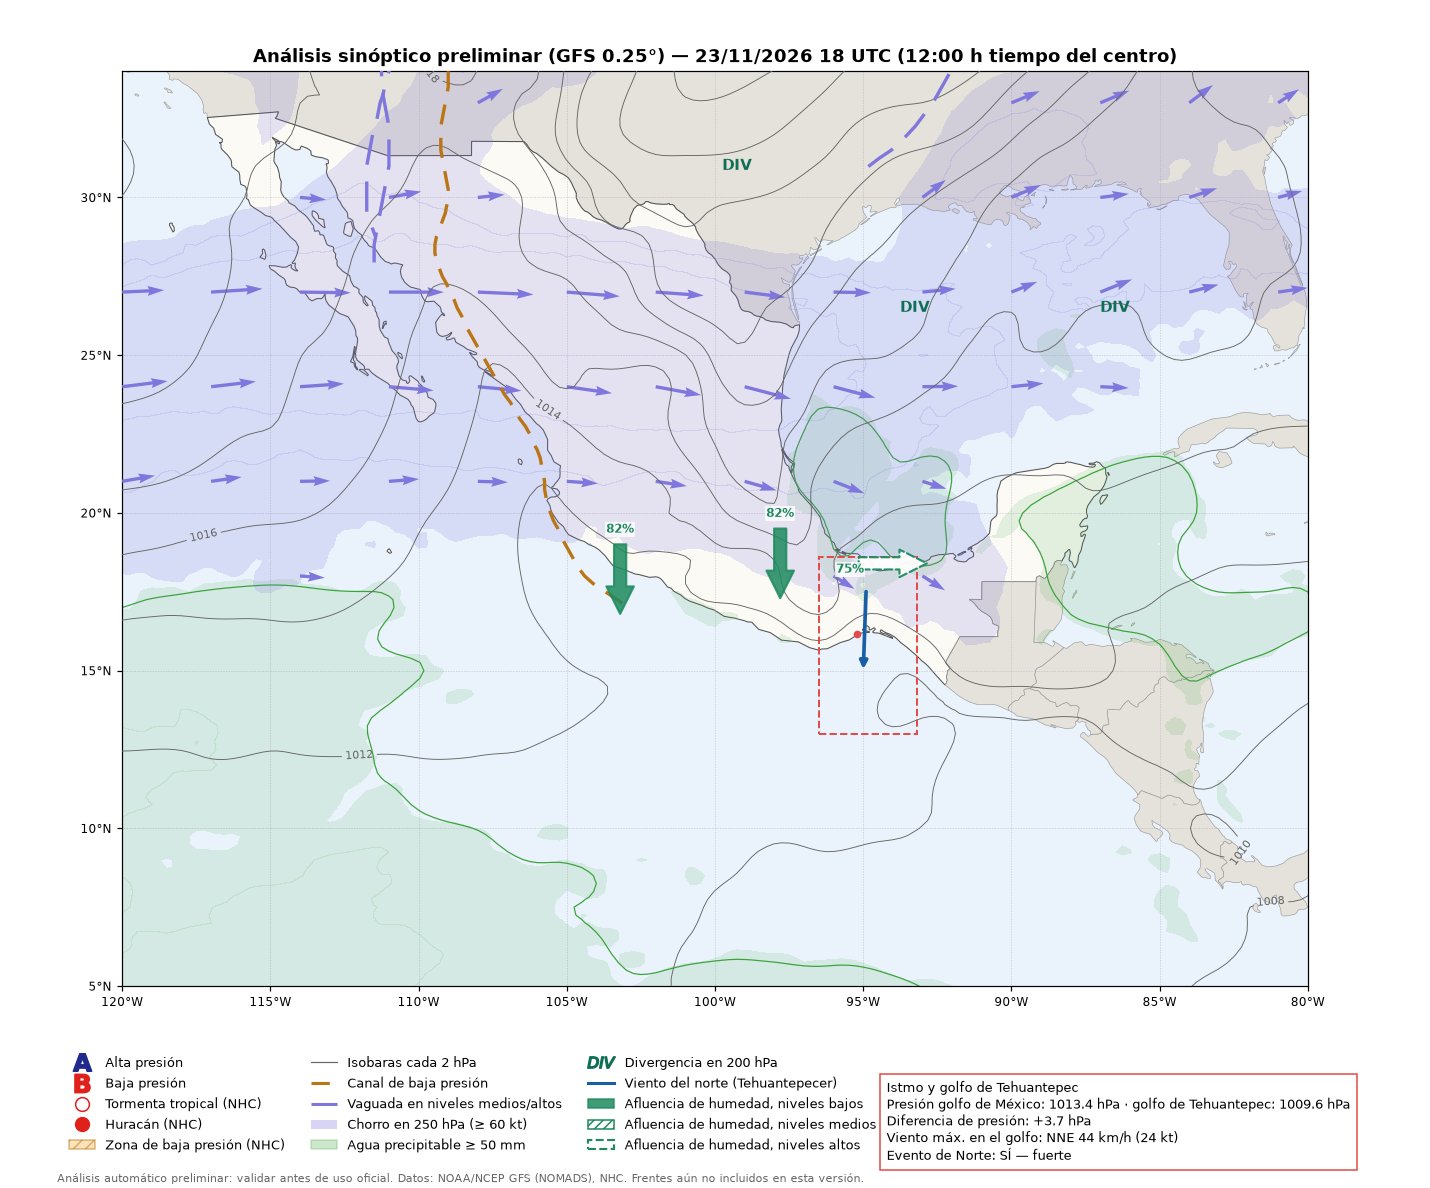 Análisis sinóptico preliminar (GFS 0.25°) — 23/11/2026 18 UTC (12:00 h tiempo del centro)
18
DIV
30°N
DIV
DIV
25°N
1014
82%
82%
20°N
1016
75%
15°N
1012
10°N
1010
1008
5°N
120°W 115°W 110°W 105°W 100°W 95°W 90°W 85°W 80°W
A Alta presión
B Baja presión
Tormenta tropical (NHC)
Huracán (NHC)
Zona de baja presión (NHC)
Isobaras cada 2 hPa
Canal de baja presión
Vaguada en niveles medios/altos
Chorro en 250 hPa (≥ 60 kt)
Agua precipitable ≥ 50 mm
DIV Divergencia en 200 hPa
Viento del norte (Tehuantepecer)
Afluencia de humedad, niveles bajos
Afluencia de humedad, niveles medios
Afluencia de humedad, niveles altos
Istmo y golfo de Tehuantepec
Presión golfo de México: 1013.4 hPa · golfo de Tehuantepec: 1009.6 hPa
Diferencia de presión: +3.7 hPa
Viento máx. en el golfo: NNE 44 km/h (24 kt)
Evento de Norte: SÍ — fuerte
Análisis automático preliminar: validar antes de uso oficial. Datos: NOAA/NCEP GFS (NOMADS), NHC. Frentes aún no incluidos en esta versión.